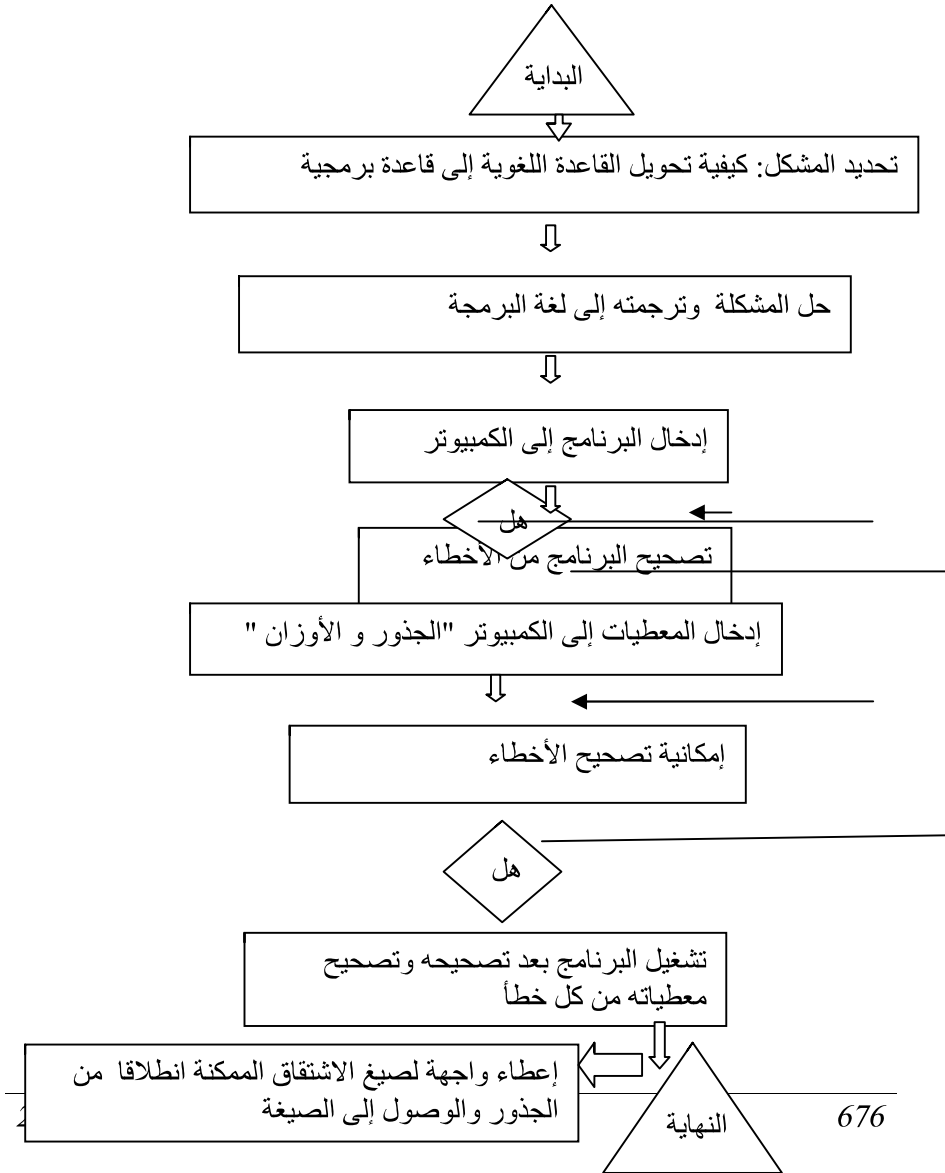 البداية
تحديد المشكل: كيفية تحويل القاعدة اللغوية إلى قاعدة برمجية
حل المشكلة وترجمته إلى لغة البرمجة
إدخال البرنامج إلى الكمبيوتر
هل
تصحيح البرنامج من الأخطاء
إدخال المعطيات إلى الكمبيوتر "الجذور و الأوزان "
إمكانية تصحيح الأخطاء
هل
تشغيل البرنامج بعد تصحيحه وتصحيح
معطياته من كل خطأ
إعطاء واجهة لصيغ الاشتقاق الممكنة انطلاقا من
الجذور والوصول إلى الصيغة
النهاية
676